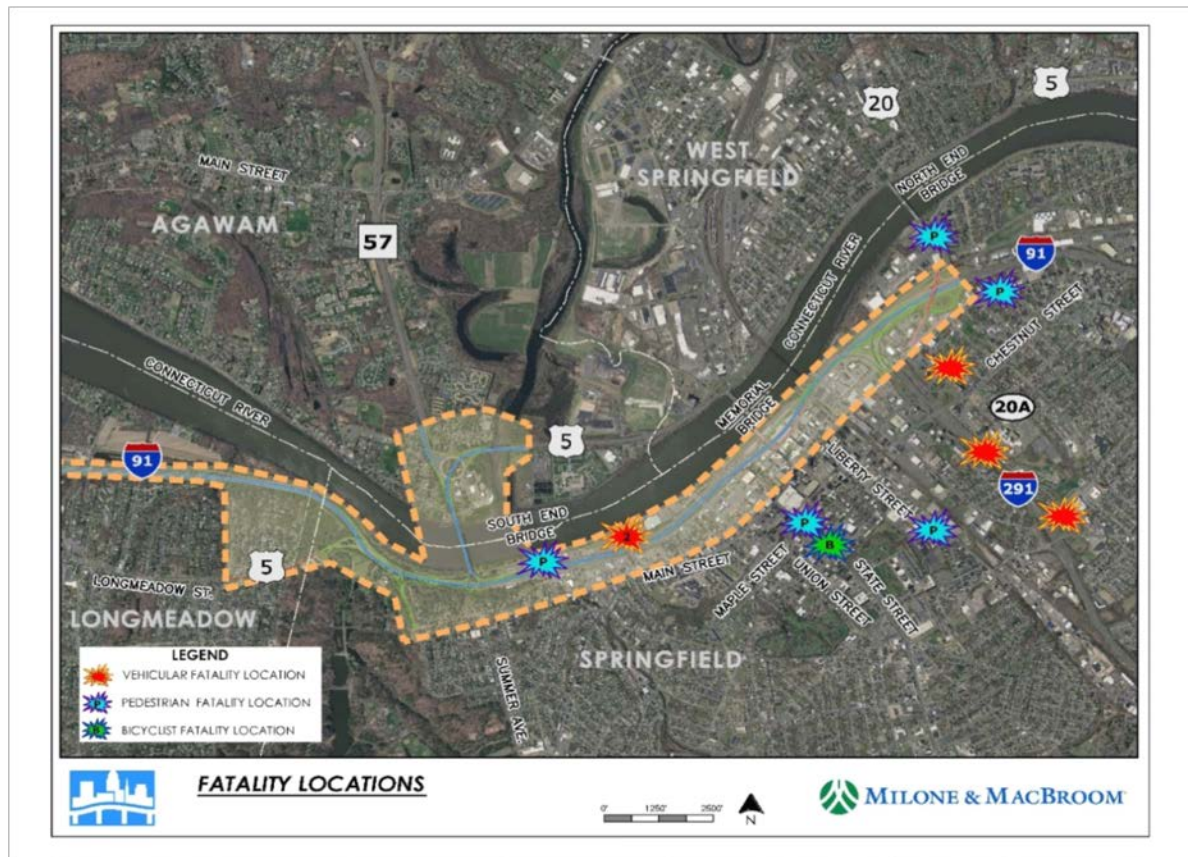 5
20
WEST
SPRINGFIELD
NORTH END
BRIDGE
MAIN STREET
AGAWAM
57
P
91
P
CHESTNUT STREET
CONNECTICUT RIVER
CONNECTICUT RIVER
MEMORIAL
BRIDGE
20A
5
91
LIBERTY STREET
291
SOUTH END
BRIDGE
2
P
P
B
P
MAIN STREET
MAPLE STREET
UNION STREET
STATE STREET
5
LONGMEADOW ST.
LONGMEADOW
SPRINGFIELD
SUMMER AVE.
LEGEND
VEHICULAR FATALITY LOCATION
P PEDESTRIAN FATALITY LOCATION
B BICYCLIST FATALITY LOCATION
FATALITY LOCATIONS
0' 1250' 2500'
N
MILONE & MACBROOM